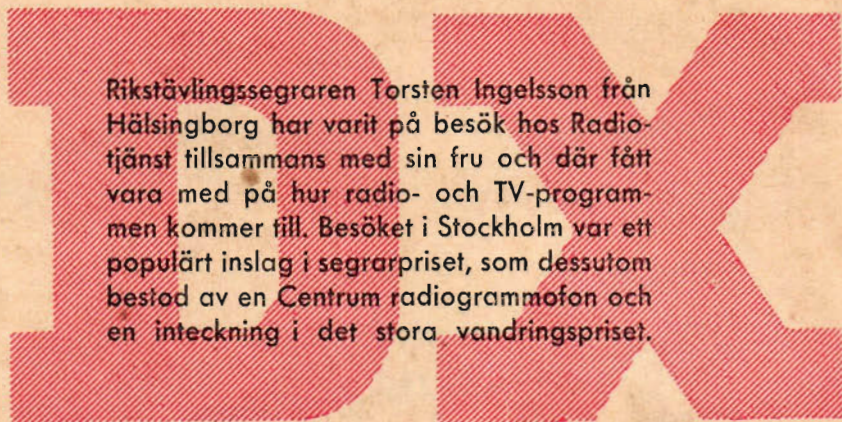 DX
Rikstävlingssegraren Torsten Ingelsson från
Hälsingborg har varit på besök hos Radio-
tjänst tillsammans med sin fru och där fått
vara med på hur radio- och TV-program-
men kommer till. Besöket i Stockholm var ett
populärt inslag i segrarpriset, som dessutom
bestod av en Centrum radiogrammofon och
en inteckning i det stora vandringspriset.